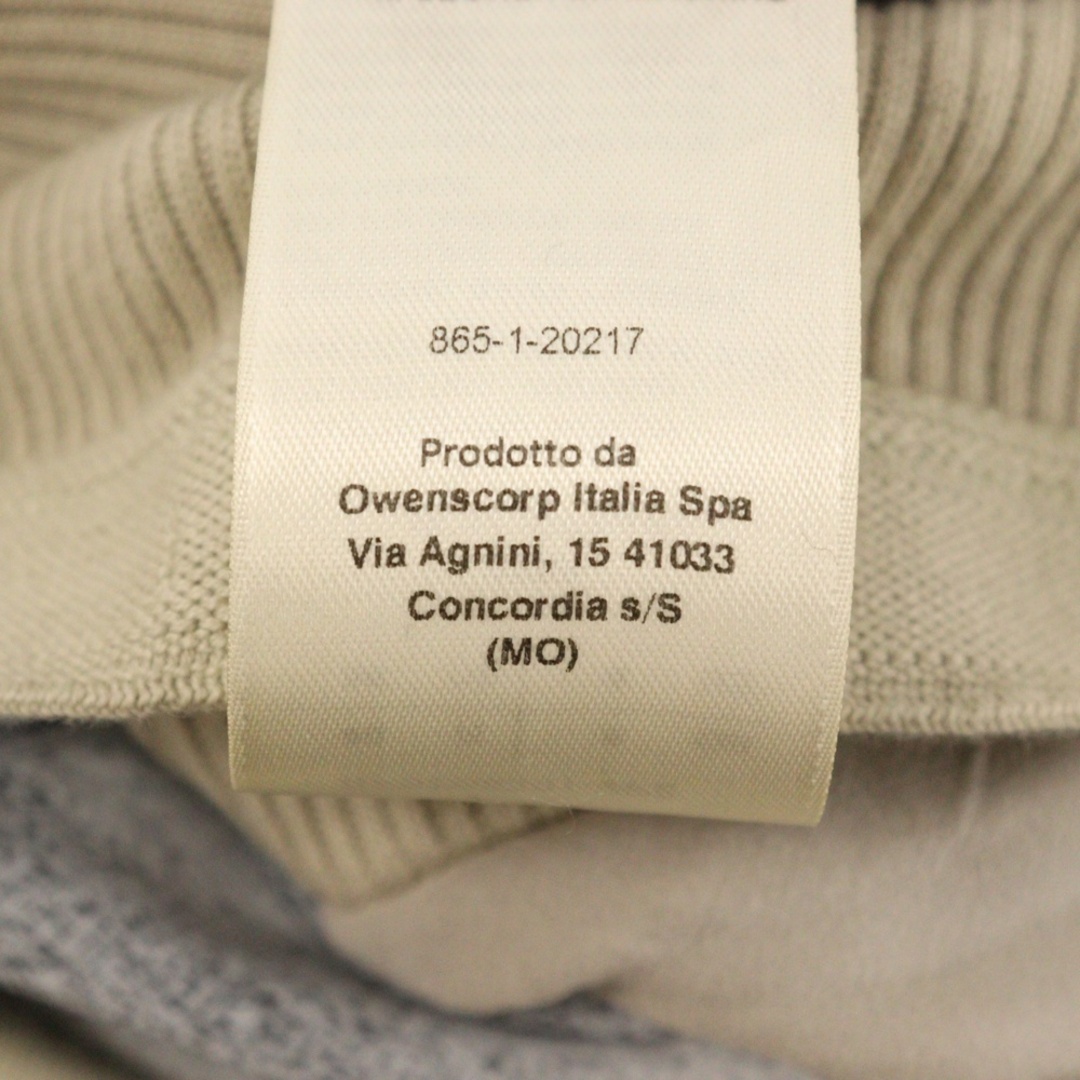 865-1-20217
Prodotto da
Owenscorp Italia Spa
Via Agnini, 15 41033
Concordia s/S
(MO)